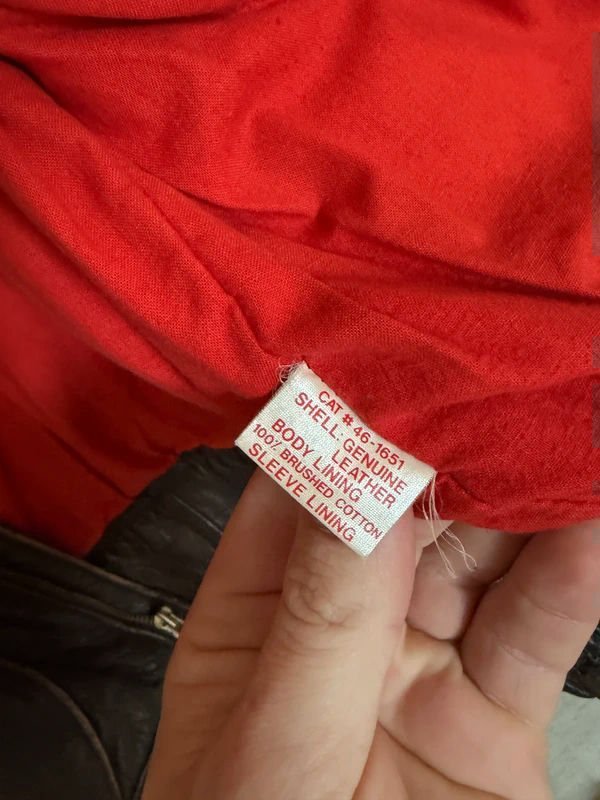 CAT # 46-1651
SHELL: GENUINE
LEATHER
BODY LINING
100% BRUSHED COTTON
SLEEVE LINING